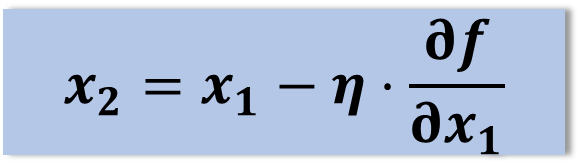 x₂ = x₁ − η · ∂f/∂x₁